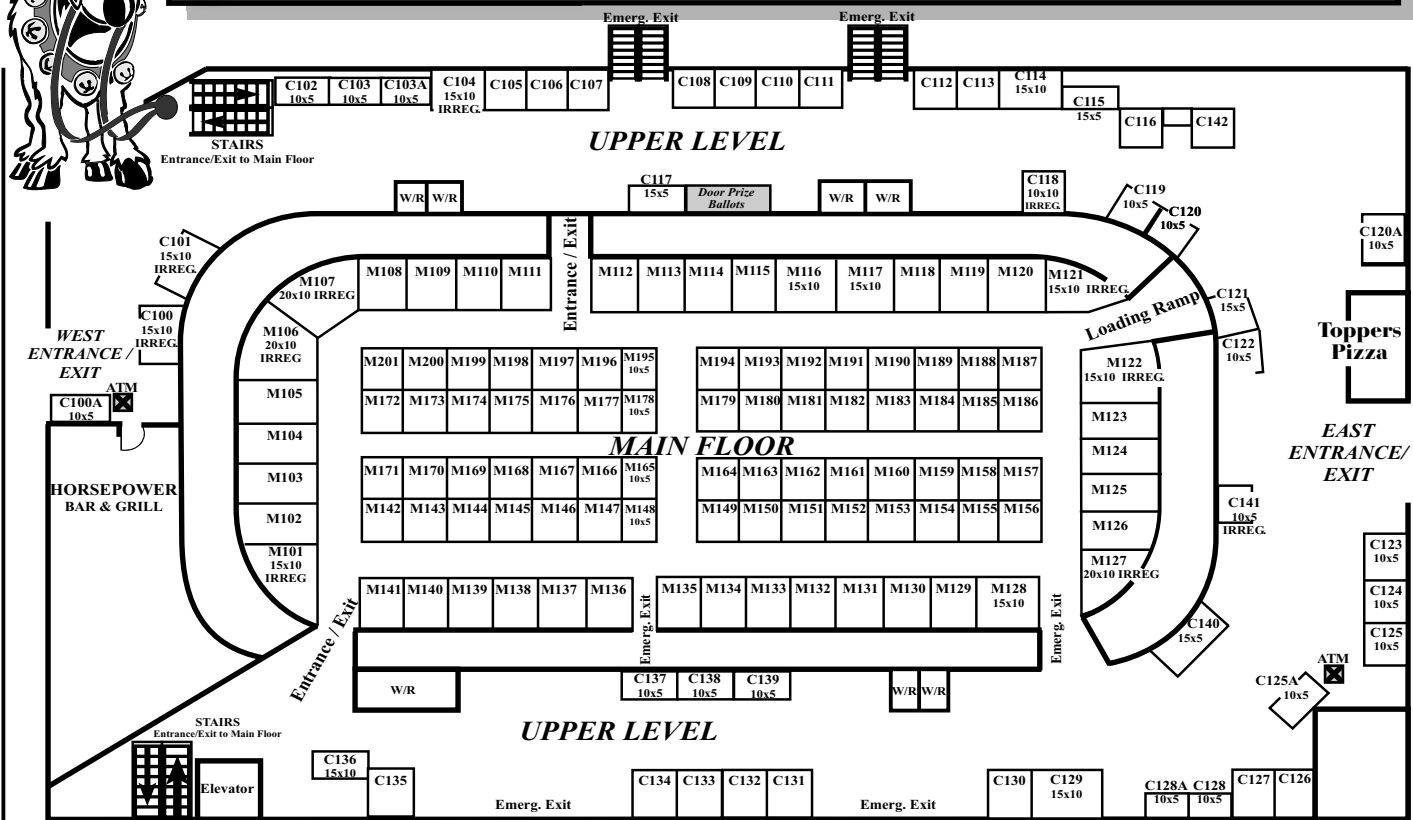 Emerg. Exit
Emerg. Exit
C102
10x5
C103
10x5
C103A
10x5
C104
15x10
IRREG.
C105
C106
C107
C108
C109
C110
C111
C112
C113
C114
15x10
C115
15x5
C116
C142
STAIRS
Entrance/Exit to Main Floor
UPPER LEVEL
W/R
W/R
C117
15x5
Door Prize
Ballots
W/R
W/R
C118
10x10
IRREG.
C119
10x5
C120
10x5
C120A
10x5
C101
15x10
IRREG.
C100
15x10
IRREG.
WEST
ENTRANCE /
EXIT
ATM
C100A
10x5
HORSEPOWER
BAR & GRILL
M107
20x10 IRREG
M108
M109
M110
M111
Entrance / Exit
M112
M113
M114
M115
M116
15x10
M117
15x10
M118
M119
M120
M121
15x10 IRREG.
Loading Ramp
C121
15x5
C122
10x5
Toppers
Pizza
M106
20x10
IRREG
M105
M104
M103
M102
M101
15x10
IRREG
M201
M200
M199
M198
M197
M196
M195
10x5
M194
M193
M192
M191
M190
M189
M188
M187
M172
M173
M174
M175
M176
M177
M178
10x5
M179
M180
M181
M182
M183
M184
M185
M186
MAIN FLOOR
M171
M170
M169
M168
M167
M166
M165
10x5
M164
M163
M162
M161
M160
M159
M158
M157
M142
M143
M144
M145
M146
M147
M148
10x5
M149
M150
M151
M152
M153
M154
M155
M156
M122
15x10 IRREG.
M123
M124
M125
M126
M127
20x10 IRREG
EAST
ENTRANCE/
EXIT
C141
10x5
IRREG.
C123
10x5
C124
10x5
C125
10x5
ATM
C125A
10x5
C140
15x5
Entrance / Exit
M141
M140
M139
M138
M137
M136
Emerg. Exit
M135
M134
M133
M132
M131
M130
M129
M128
15x10
Emerg. Exit
W/R
C137
10x5
C138
10x5
C139
10x5
W/R
W/R
UPPER LEVEL
STAIRS
Entrance/Exit to Main Floor
Elevator
C136
15x10
C135
Emerg. Exit
C134
C133
C132
C131
Emerg. Exit
C130
C129
15x10
C128A
10x5
C128
10x5
C127
C126